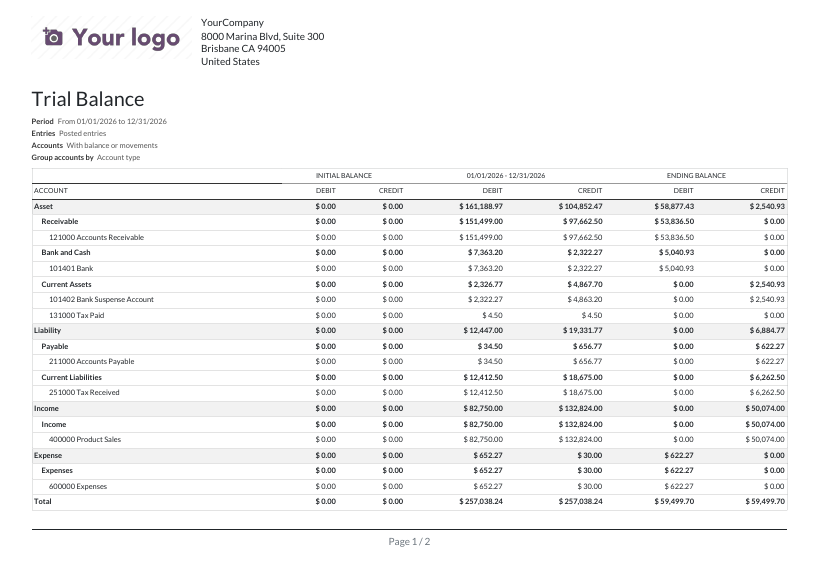 Your logo
YourCompany
8000 Marina Blvd, Suite 300
Brisbane CA 94005
United States
Trial Balance
Period From 01/01/2026 to 12/31/2026
Entries Posted entries
Accounts With balance or movements
Group accounts by Account type
INITIAL BALANCE 01/01/2026 - 12/31/2026 ENDING BALANCE
ACCOUNT DEBIT CREDIT DEBIT CREDIT DEBIT CREDIT
Asset $ 0.00 $ 0.00 $ 161,188.97 $ 104,852.47 $ 58,877.43 $ 2,540.93
Receivable $ 0.00 $ 0.00 $ 151,499.00 $ 97,662.50 $ 53,836.50 $ 0.00
121000 Accounts Receivable $ 0.00 $ 0.00 $ 151,499.00 $ 97,662.50 $ 53,836.50 $ 0.00
Bank and Cash $ 0.00 $ 0.00 $ 7,363.20 $ 2,322.27 $ 5,040.93 $ 0.00
101401 Bank $ 0.00 $ 0.00 $ 7,363.20 $ 2,322.27 $ 5,040.93 $ 0.00
Current Assets $ 0.00 $ 0.00 $ 2,326.77 $ 4,867.70 $ 0.00 $ 2,540.93
101402 Bank Suspense Account $ 0.00 $ 0.00 $ 2,322.27 $ 4,863.20 $ 0.00 $ 2,540.93
131000 Tax Paid $ 0.00 $ 0.00 $ 4.50 $ 4.50 $ 0.00 $ 0.00
Liability $ 0.00 $ 0.00 $ 12,447.00 $ 19,331.77 $ 0.00 $ 6,884.77
Payable $ 0.00 $ 0.00 $ 34.50 $ 656.77 $ 0.00 $ 622.27
211000 Accounts Payable $ 0.00 $ 0.00 $ 34.50 $ 656.77 $ 0.00 $ 622.27
Current Liabilities $ 0.00 $ 0.00 $ 12,412.50 $ 18,675.00 $ 0.00 $ 6,262.50
251000 Tax Received $ 0.00 $ 0.00 $ 12,412.50 $ 18,675.00 $ 0.00 $ 6,262.50
Income $ 0.00 $ 0.00 $ 82,750.00 $ 132,824.00 $ 0.00 $ 50,074.00
Income $ 0.00 $ 0.00 $ 82,750.00 $ 132,824.00 $ 0.00 $ 50,074.00
400000 Product Sales $ 0.00 $ 0.00 $ 82,750.00 $ 132,824.00 $ 0.00 $ 50,074.00
Expense $ 0.00 $ 0.00 $ 652.27 $ 30.00 $ 622.27 $ 0.00
Expenses $ 0.00 $ 0.00 $ 652.27 $ 30.00 $ 622.27 $ 0.00
600000 Expenses $ 0.00 $ 0.00 $ 652.27 $ 30.00 $ 622.27 $ 0.00
Total $ 0.00 $ 0.00 $ 257,038.24 $ 257,038.24 $ 59,499.70 $ 59,499.70
Page 1 / 2